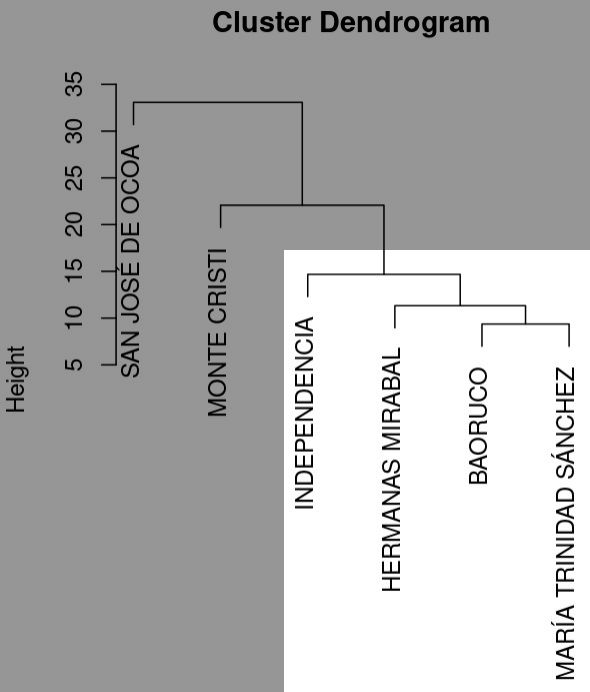 Cluster Dendrogram
Height
35
30
25
20
15
10
5
SAN JOSÉ DE OCOA
MONTE CRISTI
INDEPENDENCIA
HERMANAS MIRABAL
BAORUCO
MARÍA TRINIDAD SÁNCHEZ